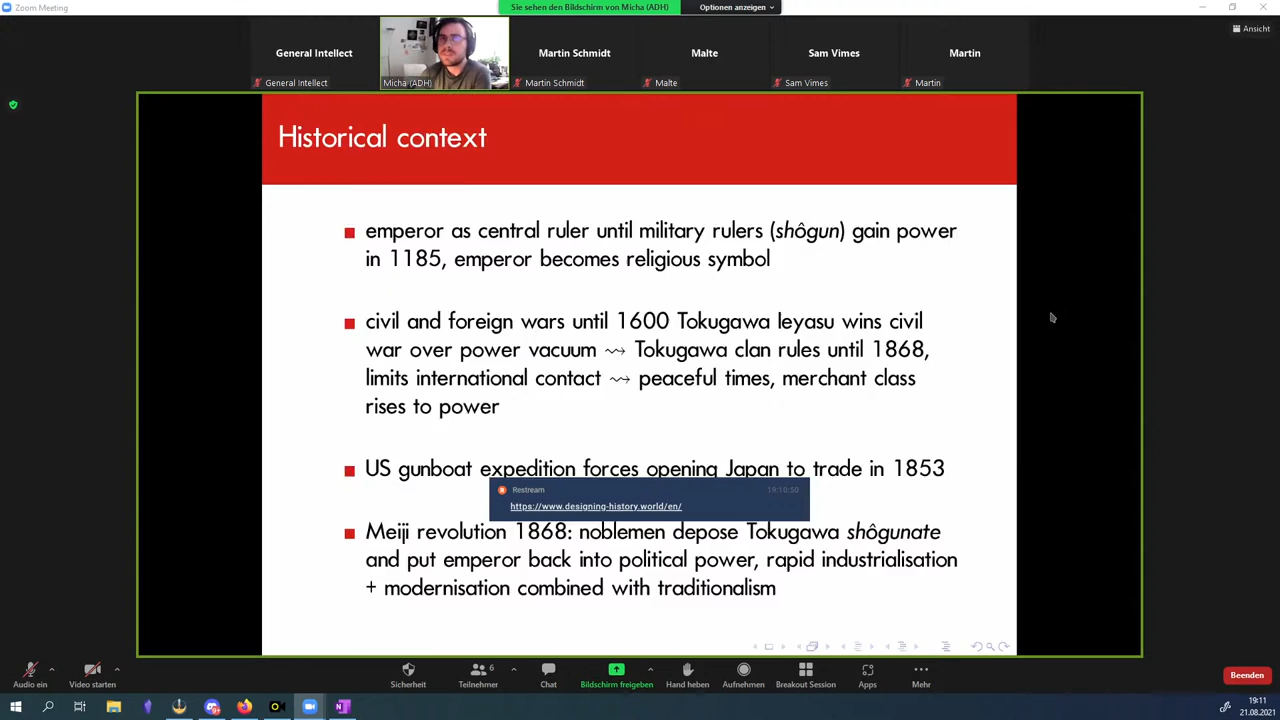 Zoom Meeting
Sie sehen den Bildschirm von Micha (ADH)
Optionen anzeigen
Ansicht
General Intellect
Martin Schmidt
Malte
Sam Vimes
Martin
General Intellect
Micha (ADH)
Martin Schmidt
Malte
Sam Vimes
Martin
Historical context
emperor as central ruler until military rulers (shôgun) gain power
in 1185, emperor becomes religious symbol
civil and foreign wars until 1600 Tokugawa Ieyasu wins civil
war over power vacuum ⇝ Tokugawa clan rules until 1868,
limits international contact ⇝ peaceful times, merchant class
rises to power
US gunboat expedition forces opening Japan to trade in 1853
Restream 19:10:50
https://www.designing-history.world/en/
Meiji revolution 1868: noblemen depose Tokugawa shôgunate
and put emperor back into political power, rapid industrialisation
+ modernisation combined with traditionalism
Audio ein
Video starten
Sicherheit
Teilnehmer 6
Chat
Bildschirm freigeben
Hand heben
Aufnehmen
Breakout Session
Apps
Mehr
Beenden
19:11
21.08.2021